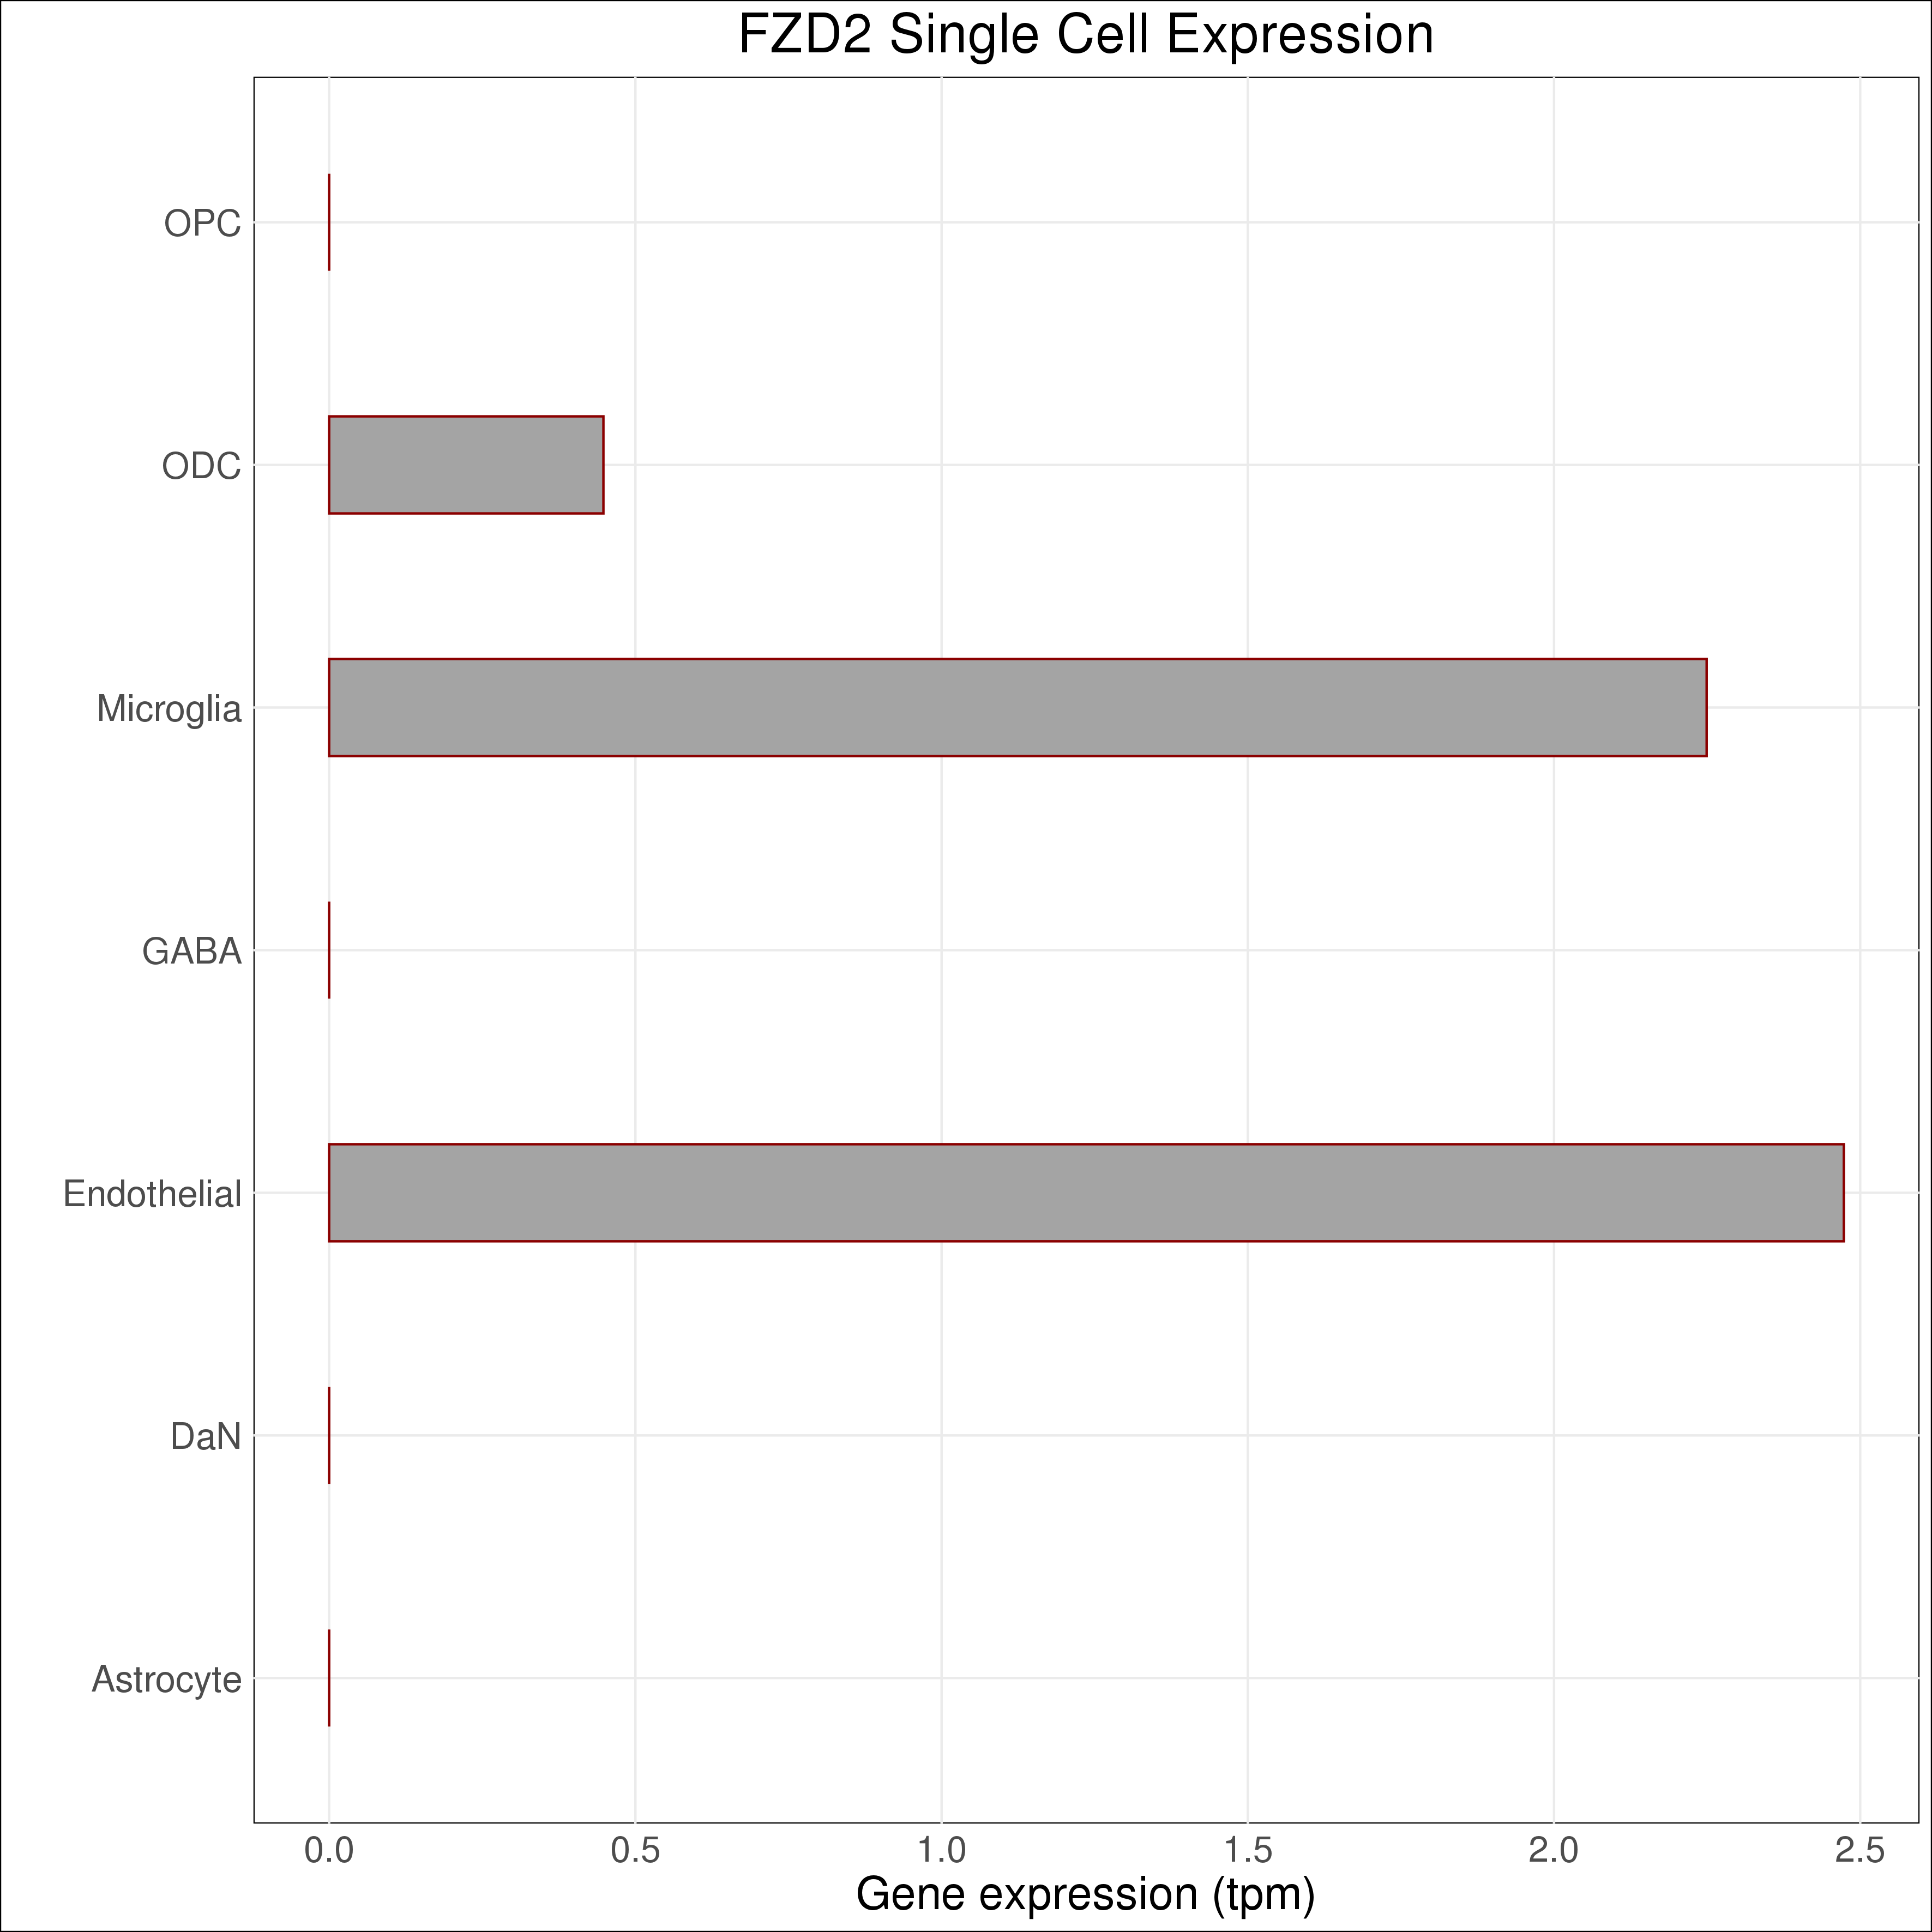 FZD2 Single Cell Expression
OPC
ODC
Microglia
GABA
Endothelial
DaN
Astrocyte
0.0 0.5 1.0 1.5 2.0 2.5
Gene expression (tpm)